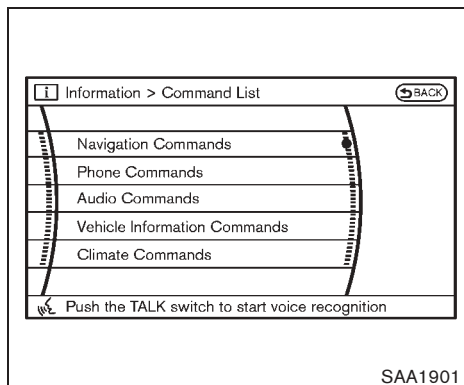 i Information > Command List BACK
Navigation Commands
Phone Commands
Audio Commands
Vehicle Information Commands
Climate Commands
Push the TALK switch to start voice recognition
SAA1901